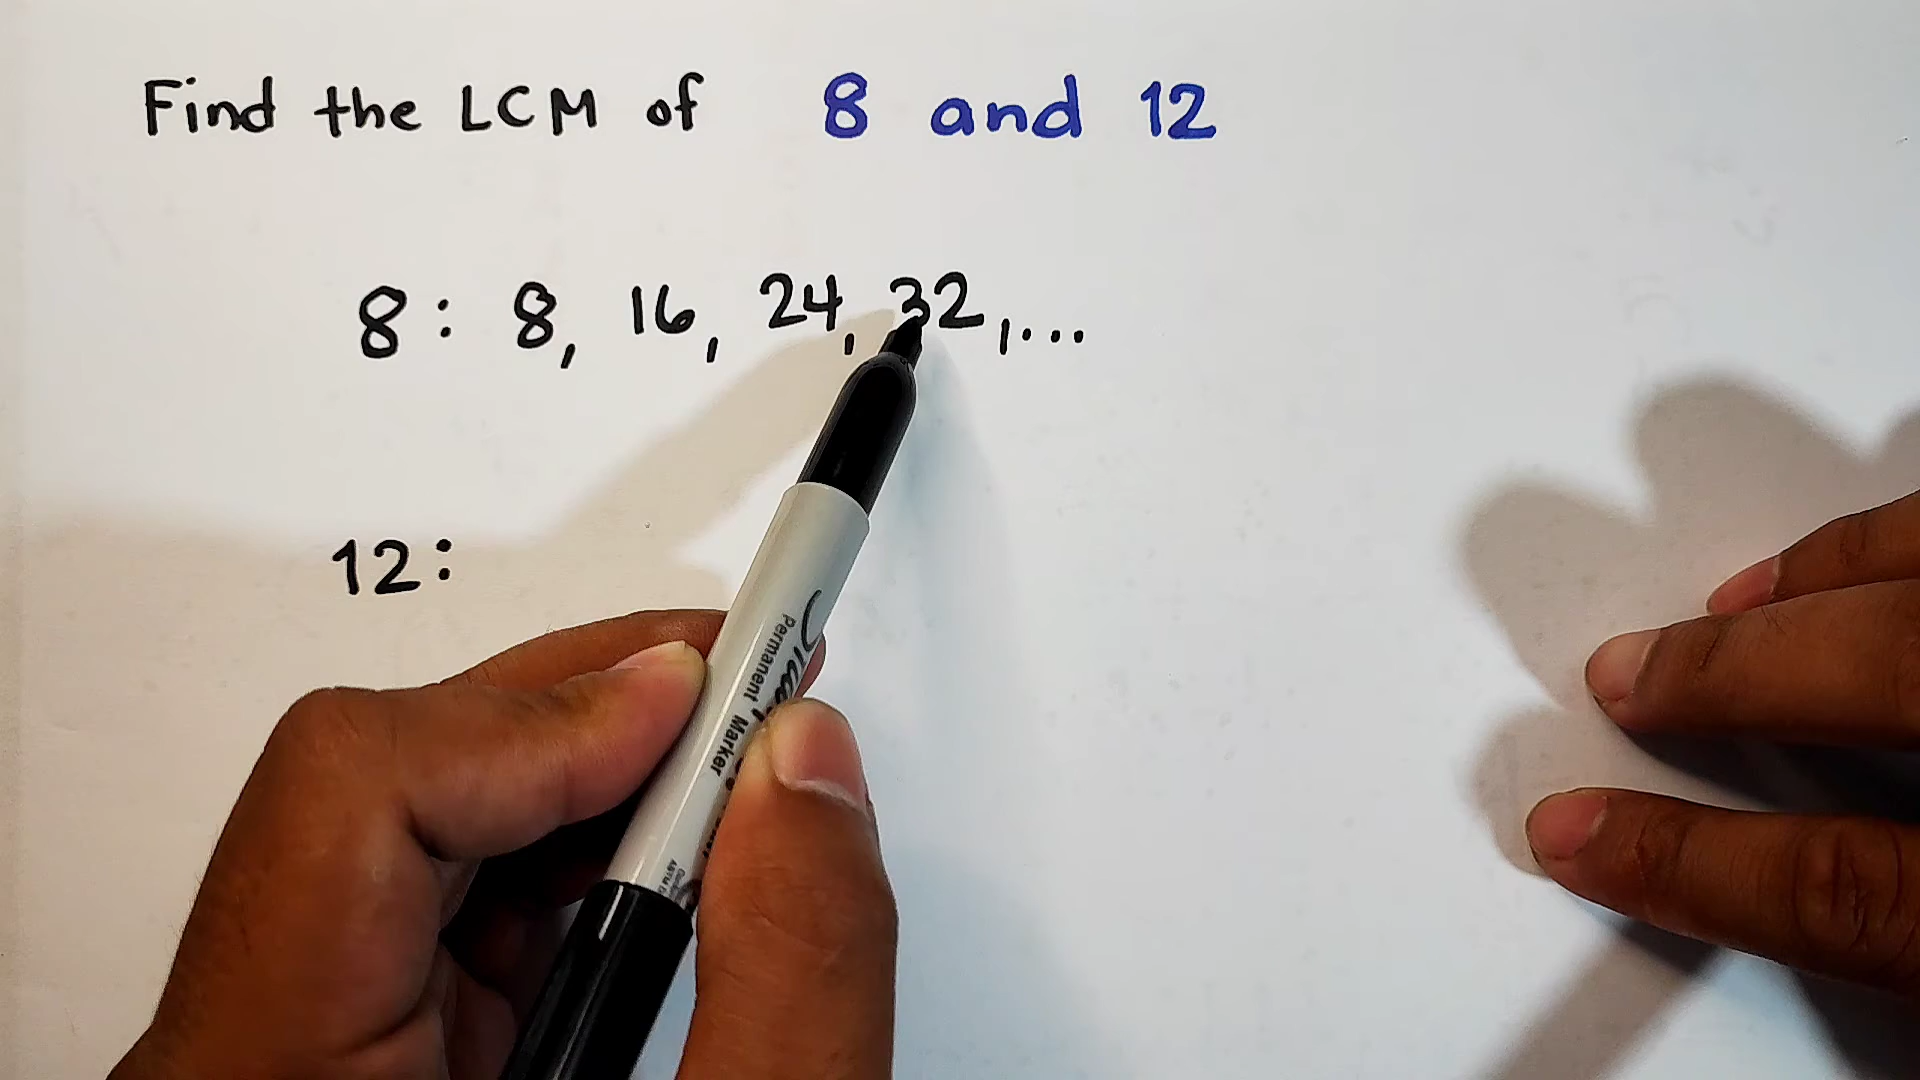 Find the LCM of 8 and 12
8: 8, 16, 24, 32, ...
12:
Permanent Marker